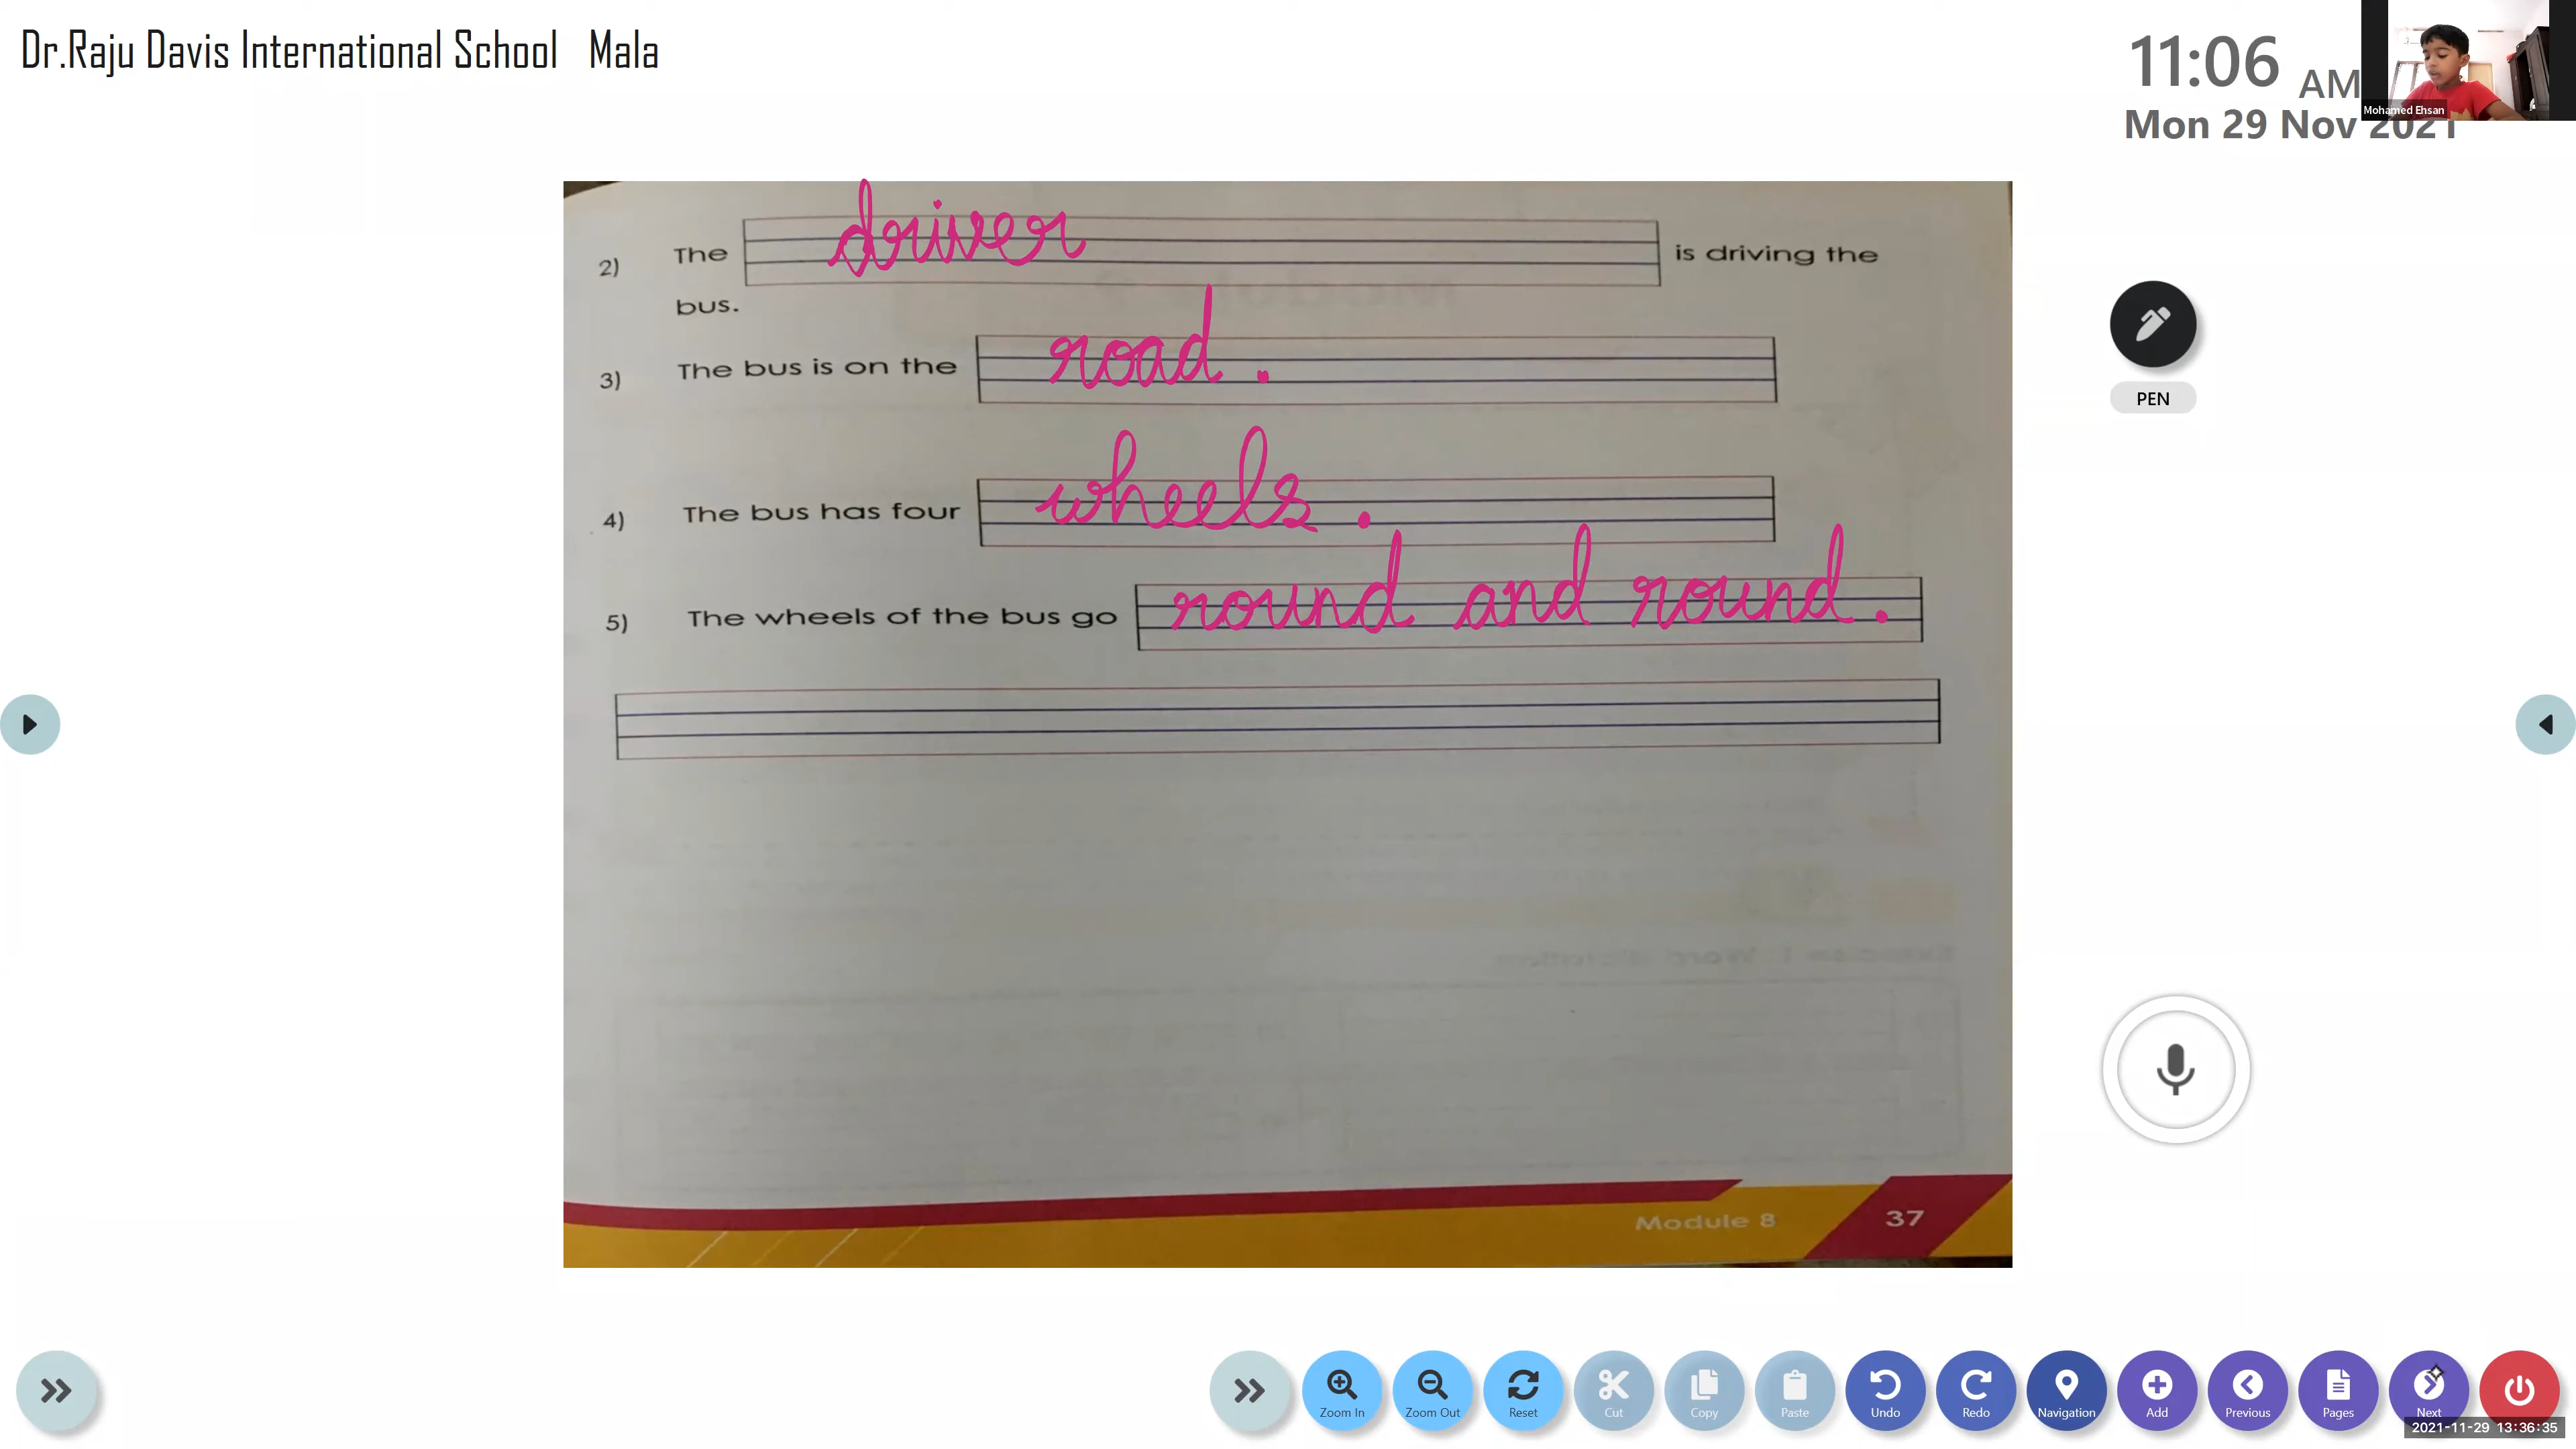 Dr.Raju Davis International School Mala
11:06 AM
Mon 29 Nov 2021
Mohamed Ehsan
2) The driver is driving the
bus.
3) The bus is on the road.
4) The bus has four wheels.
5) The wheels of the bus go round and round.
PEN
Module 8 37
Zoom In Zoom Out Reset Cut Copy Paste Undo Redo Navigation Add Previous Pages Next
2021-11-29 13:36:35